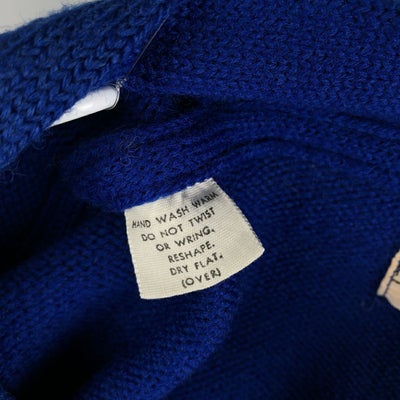 HAND WASH WARM
DO NOT TWIST
OR WRING.
RESHAPE.
DRY FLAT.
(OVER)